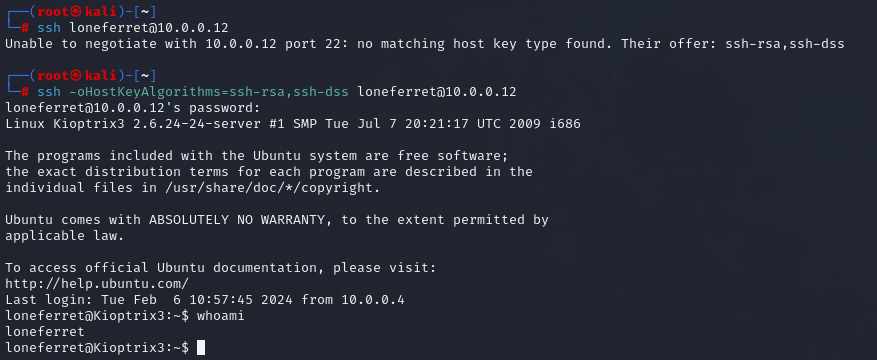 ┌──(root㉿kali)-[~]
└─# ssh loneferret@10.0.0.12
Unable to negotiate with 10.0.0.12 port 22: no matching host key type found. Their offer: ssh-rsa,ssh-dss
┌──(root㉿kali)-[~]
└─# ssh -oHostKeyAlgorithms=ssh-rsa,ssh-dss loneferret@10.0.0.12
loneferret@10.0.0.12's password:
Linux Kioptrix3 2.6.24-24-server #1 SMP Tue Jul 7 20:21:17 UTC 2009 i686
The programs included with the Ubuntu system are free software;
the exact distribution terms for each program are described in the
individual files in /usr/share/doc/*/copyright.
Ubuntu comes with ABSOLUTELY NO WARRANTY, to the extent permitted by
applicable law.
To access official Ubuntu documentation, please visit:
http://help.ubuntu.com/
Last login: Tue Feb  6 10:57:45 2024 from 10.0.0.4
loneferret@Kioptrix3:~$ whoami
loneferret
loneferret@Kioptrix3:~$